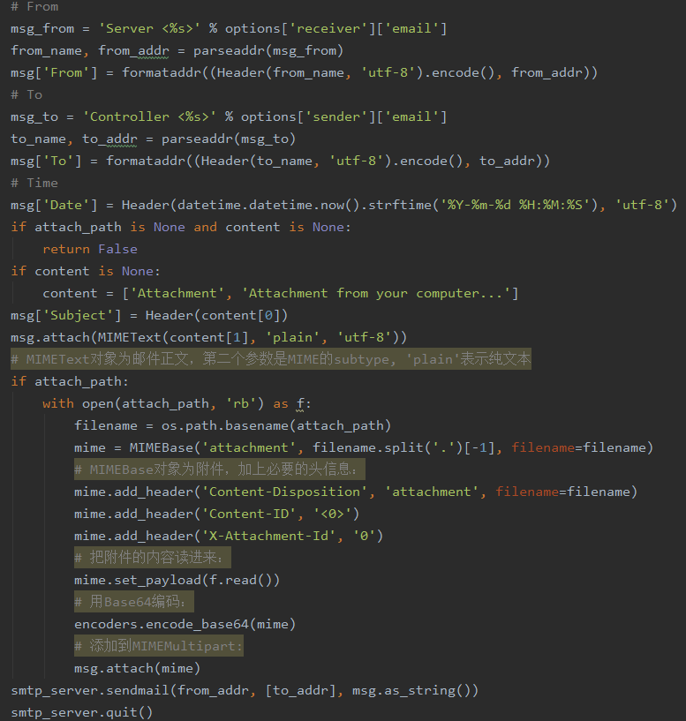 # From
msg_from = 'Server <%s>' % options['receiver']['email']
from_name, from_addr = parseaddr(msg_from)
msg['From'] = formataddr((Header(from_name, 'utf-8').encode(), from_addr))
# To
msg_to = 'Controller <%s>' % options['sender']['email']
to_name, to_addr = parseaddr(msg_to)
msg['To'] = formataddr((Header(to_name, 'utf-8').encode(), to_addr))
# Time
msg['Date'] = Header(datetime.datetime.now().strftime('%Y-%m-%d %H:%M:%S'), 'utf-8')
if attach_path is None and content is None:
    return False
if content is None:
    content = ['Attachment', 'Attachment from your computer...']
msg['Subject'] = Header(content[0])
msg.attach(MIMEText(content[1], 'plain', 'utf-8'))
# MIMEText对象为邮件正文，第二个参数是MIME的subtype, 'plain'表示纯文本
if attach_path:
    with open(attach_path, 'rb') as f:
        filename = os.path.basename(attach_path)
        mime = MIMEBase('attachment', filename.split('.')[-1], filename=filename)
        # MIMEBase对象为附件，加上必要的头信息：
        mime.add_header('Content-Disposition', 'attachment', filename=filename)
        mime.add_header('Content-ID', '<0>')
        mime.add_header('X-Attachment-Id', '0')
        # 把附件的内容读进来：
        mime.set_payload(f.read())
        # 用Base64编码：
        encoders.encode_base64(mime)
        # 添加到MIMEMultipart:
        msg.attach(mime)
smtp_server.sendmail(from_addr, [to_addr], msg.as_string())
smtp_server.quit()